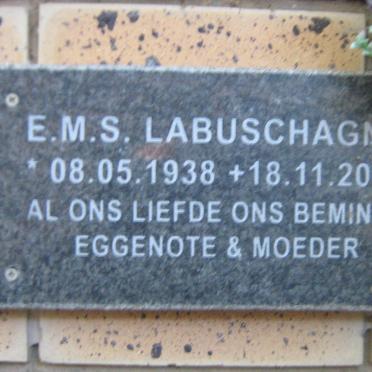 E.M.S. LABUSCHAGN
* 08.05.1938 +18.11.20
AL ONS LIEFDE ONS BEMIN
EGGENOTE & MOEDER